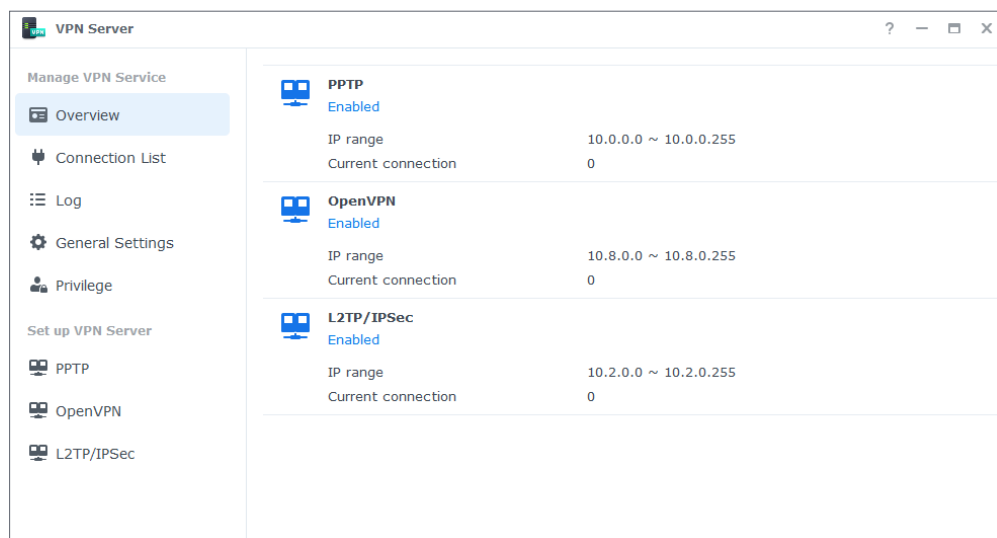 VPN Server
Manage VPN Service
Overview
Connection List
Log
General Settings
Privilege
Set up VPN Server
PPTP
OpenVPN
L2TP/IPSec
PPTP
Enabled
IP range 10.0.0.0 ~ 10.0.0.255
Current connection 0
OpenVPN
Enabled
IP range 10.8.0.0 ~ 10.8.0.255
Current connection 0
L2TP/IPSec
Enabled
IP range 10.2.0.0 ~ 10.2.0.255
Current connection 0